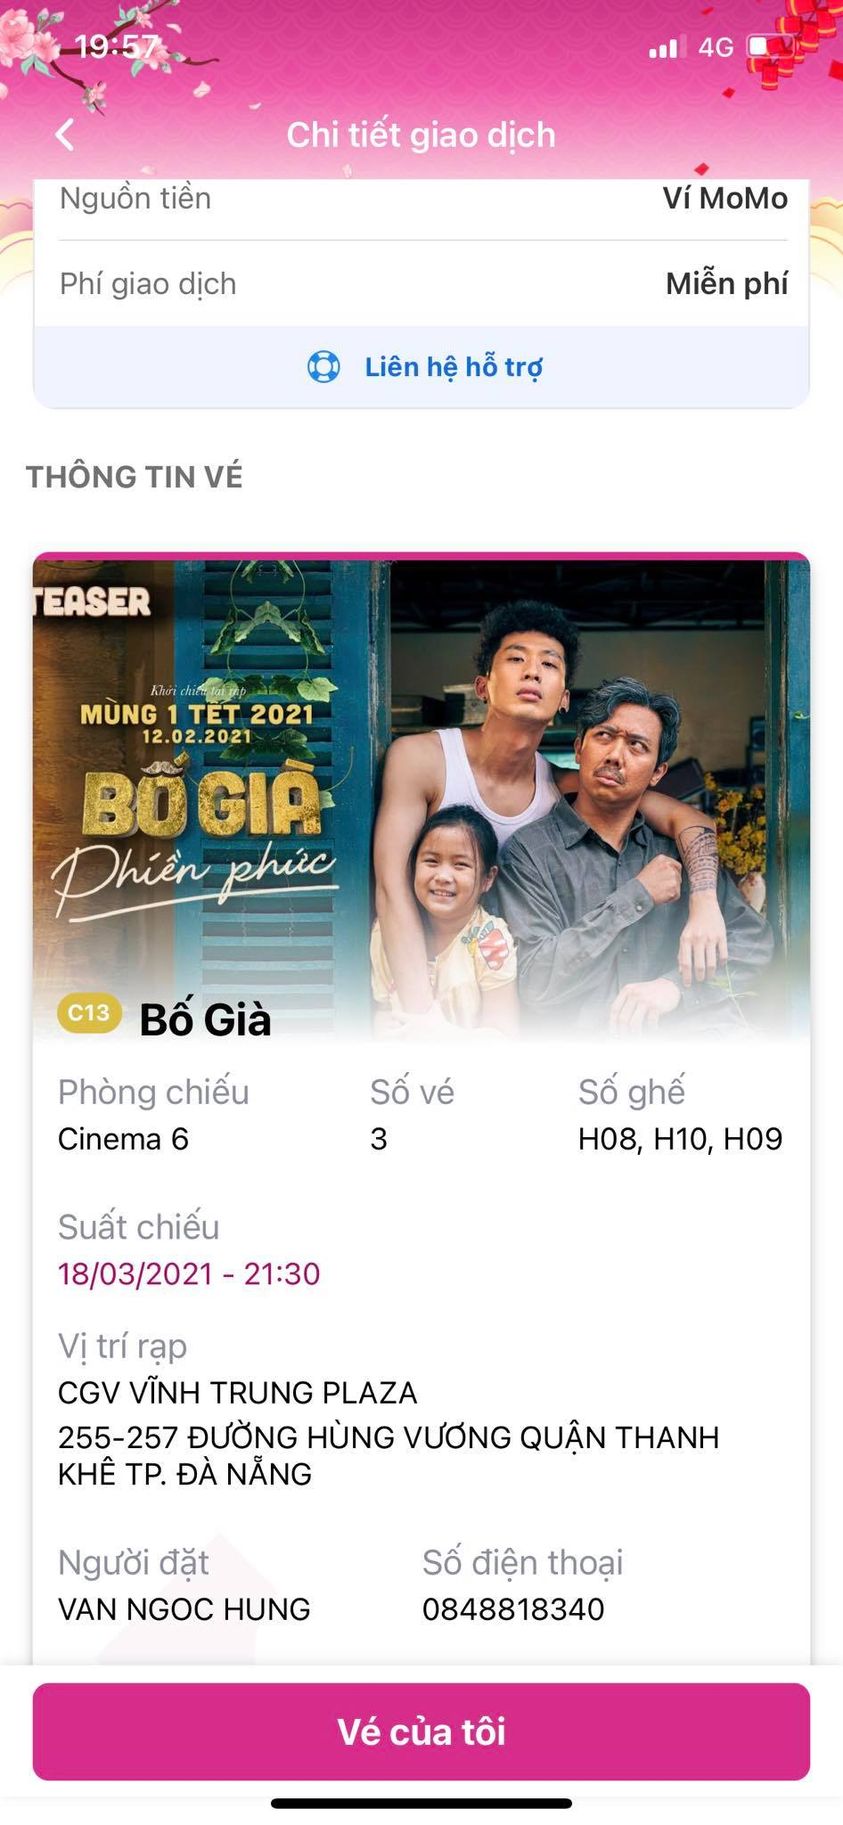 19:57
4G
Chi tiết giao dịch
Nguồn tiền
Ví MoMo
Phí giao dịch
Miễn phí
Liên hệ hỗ trợ
THÔNG TIN VÉ
TEASER
Khởi chiếu tại rạp
MÙNG 1 TẾT 2021
12.02.2021
BỐ GIÀ
Phiền phức
C13 Bố Già
Phòng chiếu
Số vé
Số ghế
Cinema 6
3
H08, H10, H09
Suất chiếu
18/03/2021 - 21:30
Vị trí rạp
CGV VĨNH TRUNG PLAZA
255-257 ĐƯỜNG HÙNG VƯƠNG QUẬN THANH
KHÊ TP. ĐÀ NẴNG
Người đặt
Số điện thoại
VAN NGOC HUNG
0848818340
Vé của tôi